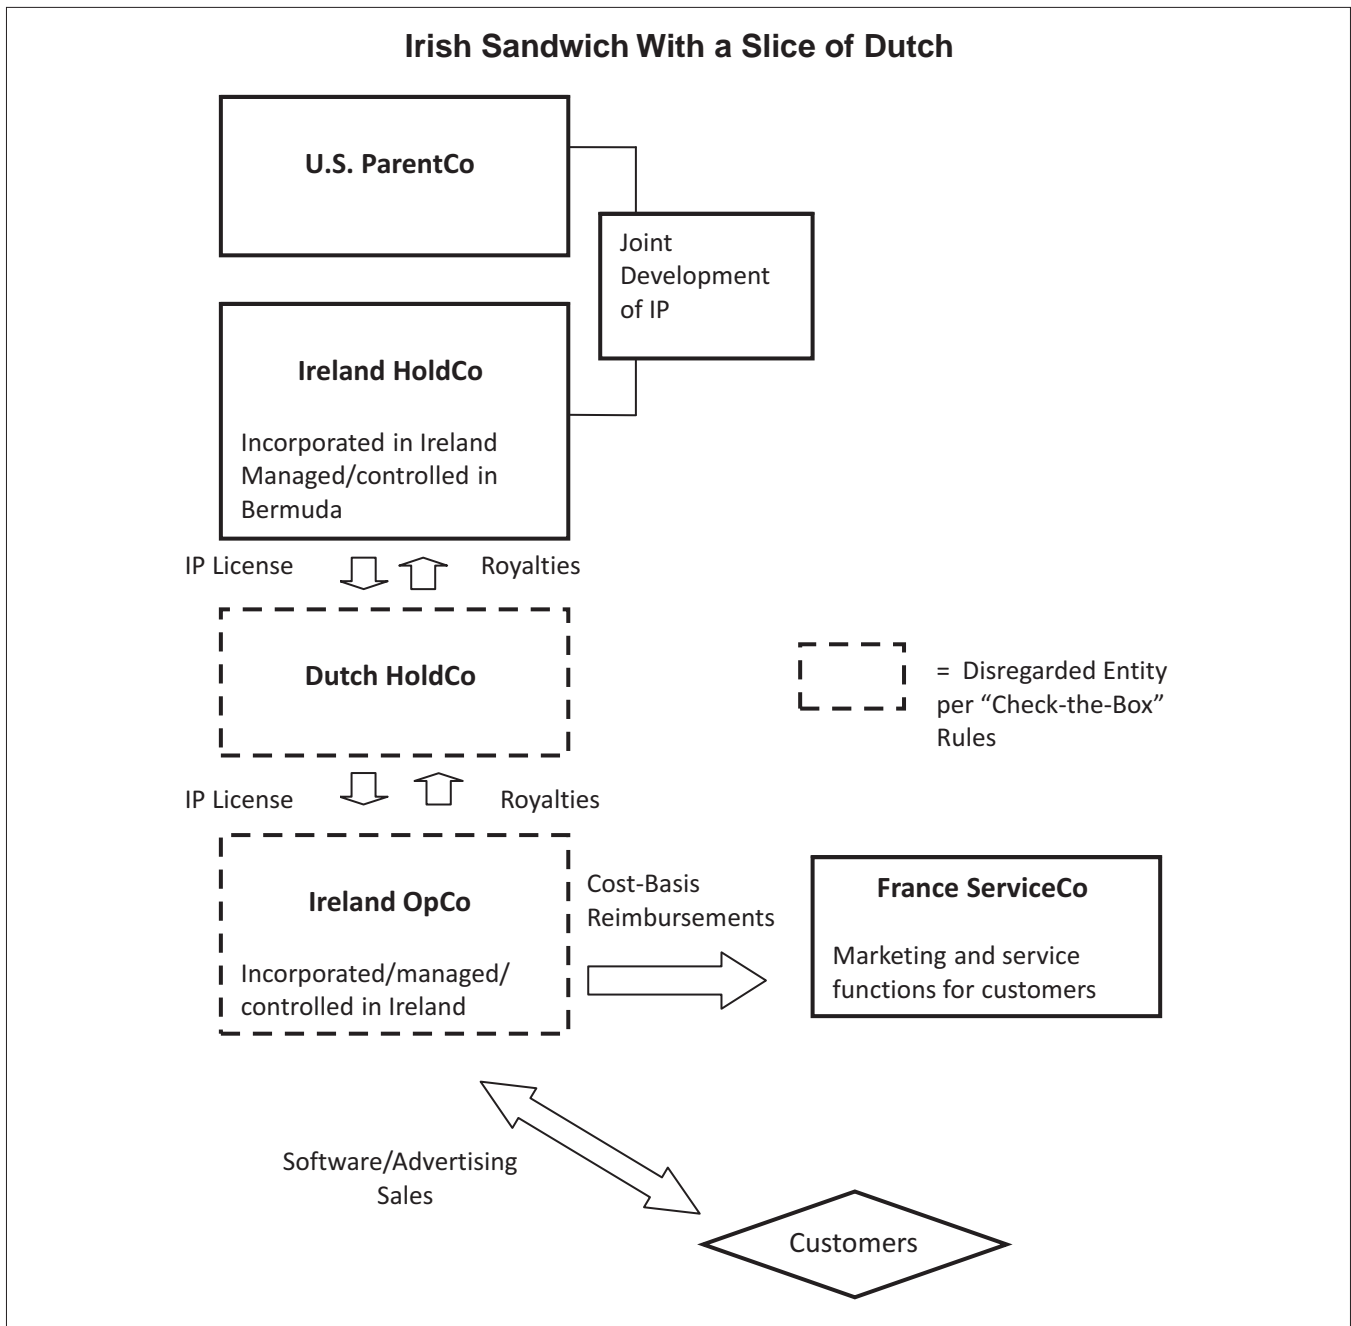 Irish Sandwich With a Slice of Dutch
U.S. ParentCo
Joint
Development
of IP
Ireland HoldCo
Incorporated in Ireland
Managed/controlled in
Bermuda
IP License
Royalties
Dutch HoldCo
= Disregarded Entity
per “Check-the-Box”
Rules
IP License
Royalties
Ireland OpCo
Incorporated/managed/
controlled in Ireland
Cost-Basis
Reimbursements
France ServiceCo
Marketing and service
functions for customers
Software/Advertising
Sales
Customers